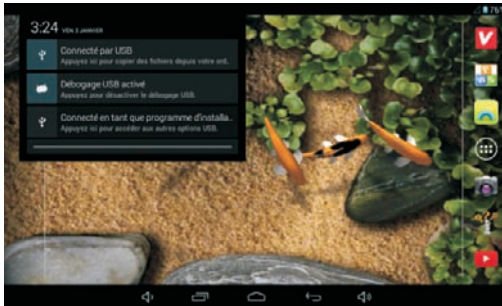 76%
3:24 VEN 3 JANVIER
Connecté par USB
Appuyez ici pour copier des fichiers depuis votre ord.
Débogage USB activé
Appuyez pour désactiver le débogage USB.
Connecté en tant que programme d'installa..
Appuyez ici pour accéder aux autres options USB.